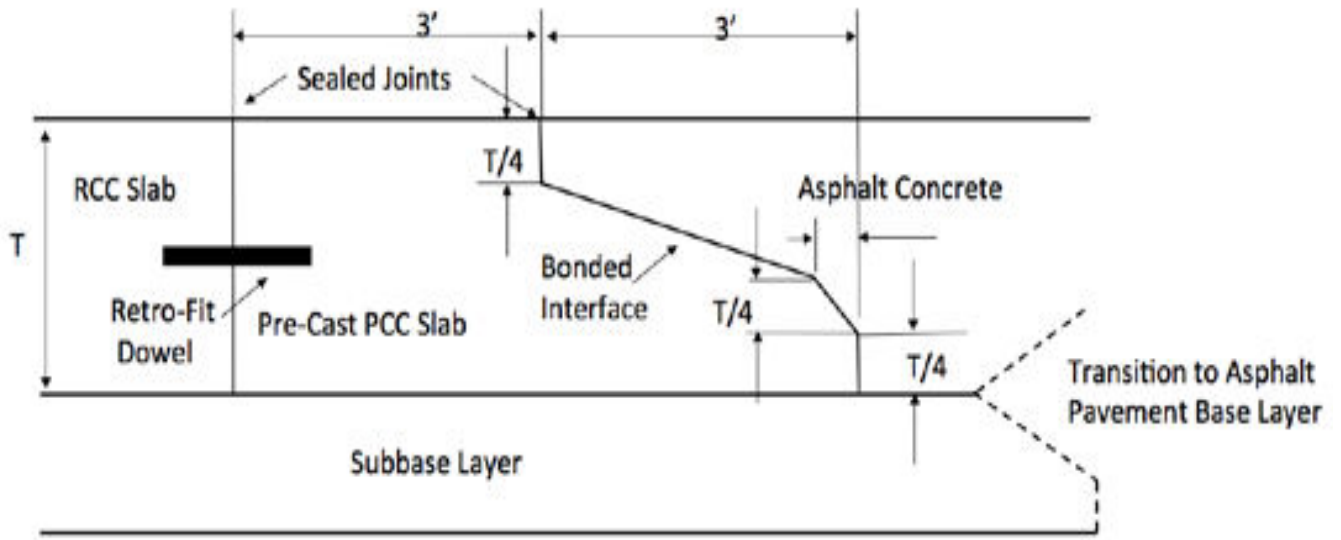 3’
3’
Sealed Joints
T/4
RCC Slab
Asphalt Concrete
T
Bonded
Interface
Retro-Fit
Dowel
Pre-Cast PCC Slab
T/4
T/4
Transition to Asphalt
Pavement Base Layer
Subbase Layer